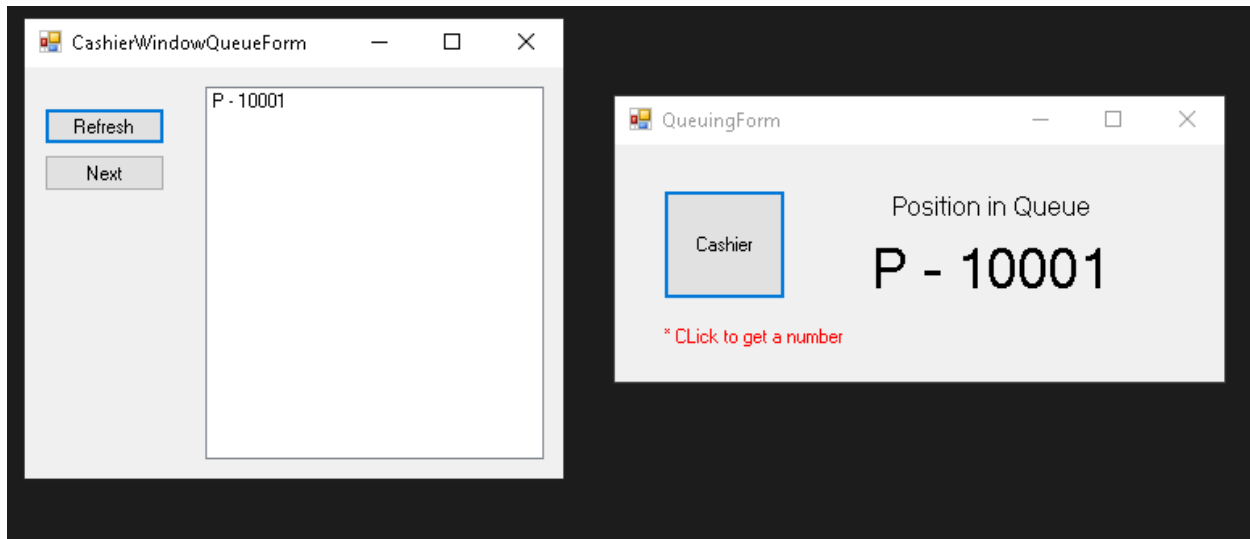 CashierWindowQueueForm
Refresh
Next
P - 10001
QueuingForm
Cashier
Position in Queue
P - 10001
* CLick to get a number